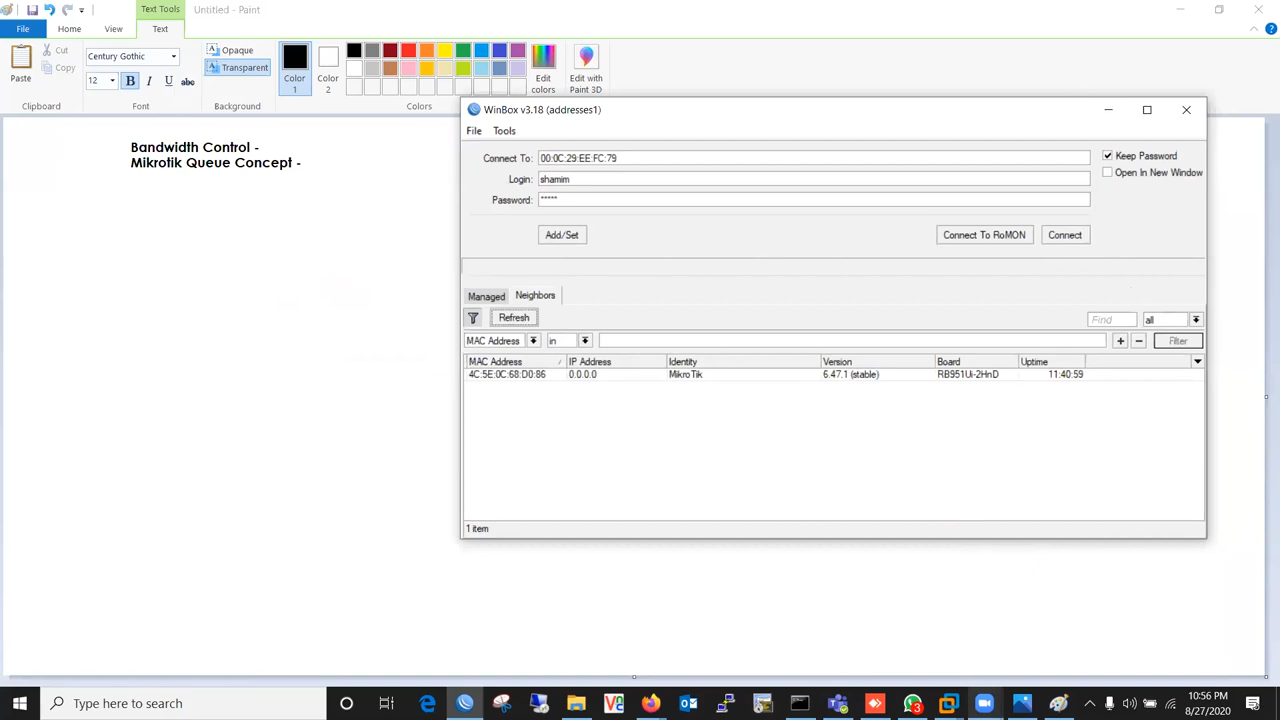 Text Tools
Untitled - Paint
File
Home
View
Text
Paste
Cut
Copy
Century Gothic
12
B
I
U
abc
Opaque
Transparent
Color
1
Color
2
Edit
colors
Edit with
Paint 3D
Clipboard
Font
Background
Colors
Bandwidth Control -
Mikrotik Queue Concept -
WinBox v3.18 (addresses1)
File
Tools
Connect To:
00:0C:29:EE:FC:79
Keep Password
Login:
shamim
Open In New Window
Password:
*****
Add/Set
Connect To RoMON
Connect
Managed
Neighbors
Refresh
Find
all
MAC Address
in
Filter
MAC Address
IP Address
Identity
Version
Board
Uptime
4C:5E:0C:68:D0:86
0.0.0.0
MikroTik
6.47.1 (stable)
RB951Ui-2HnD
11:40:59
1 item
Type here to search
3
10:56 PM
8/27/2020